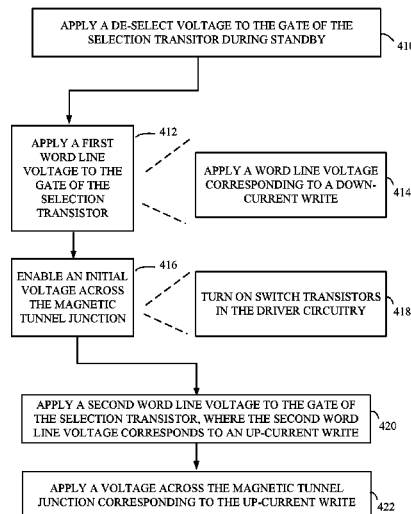 APPLY A DE-SELECT VOLTAGE TO THE GATE OF THE
SELECTION TRANSITOR DURING STANDBY
410
412
APPLY A FIRST
WORD LINE
VOLTAGE TO THE
GATE OF THE
SELECTION
TRANSISTOR
APPLY A WORD LINE VOLTAGE
CORRESPONDING TO A DOWN-
CURRENT WRITE
414
416
ENABLE AN INITIAL
VOLTAGE ACROSS
THE MAGNETIC
TUNNEL JUNCTION
TURN ON SWITCH TRANSISTORS
IN THE DRIVER CIRCUITRY
418
APPLY A SECOND WORD LINE VOLTAGE TO THE GATE OF
THE SELECTION TRANSISTOR, WHERE THE SECOND WORD
LINE VOLTAGE CORRESPONDS TO AN UP-CURRENT WRITE
420
APPLY A VOLTAGE ACROSS THE MAGNETIC TUNNEL
JUNCTION CORRESPONDING TO THE UP-CURRENT WRITE
422